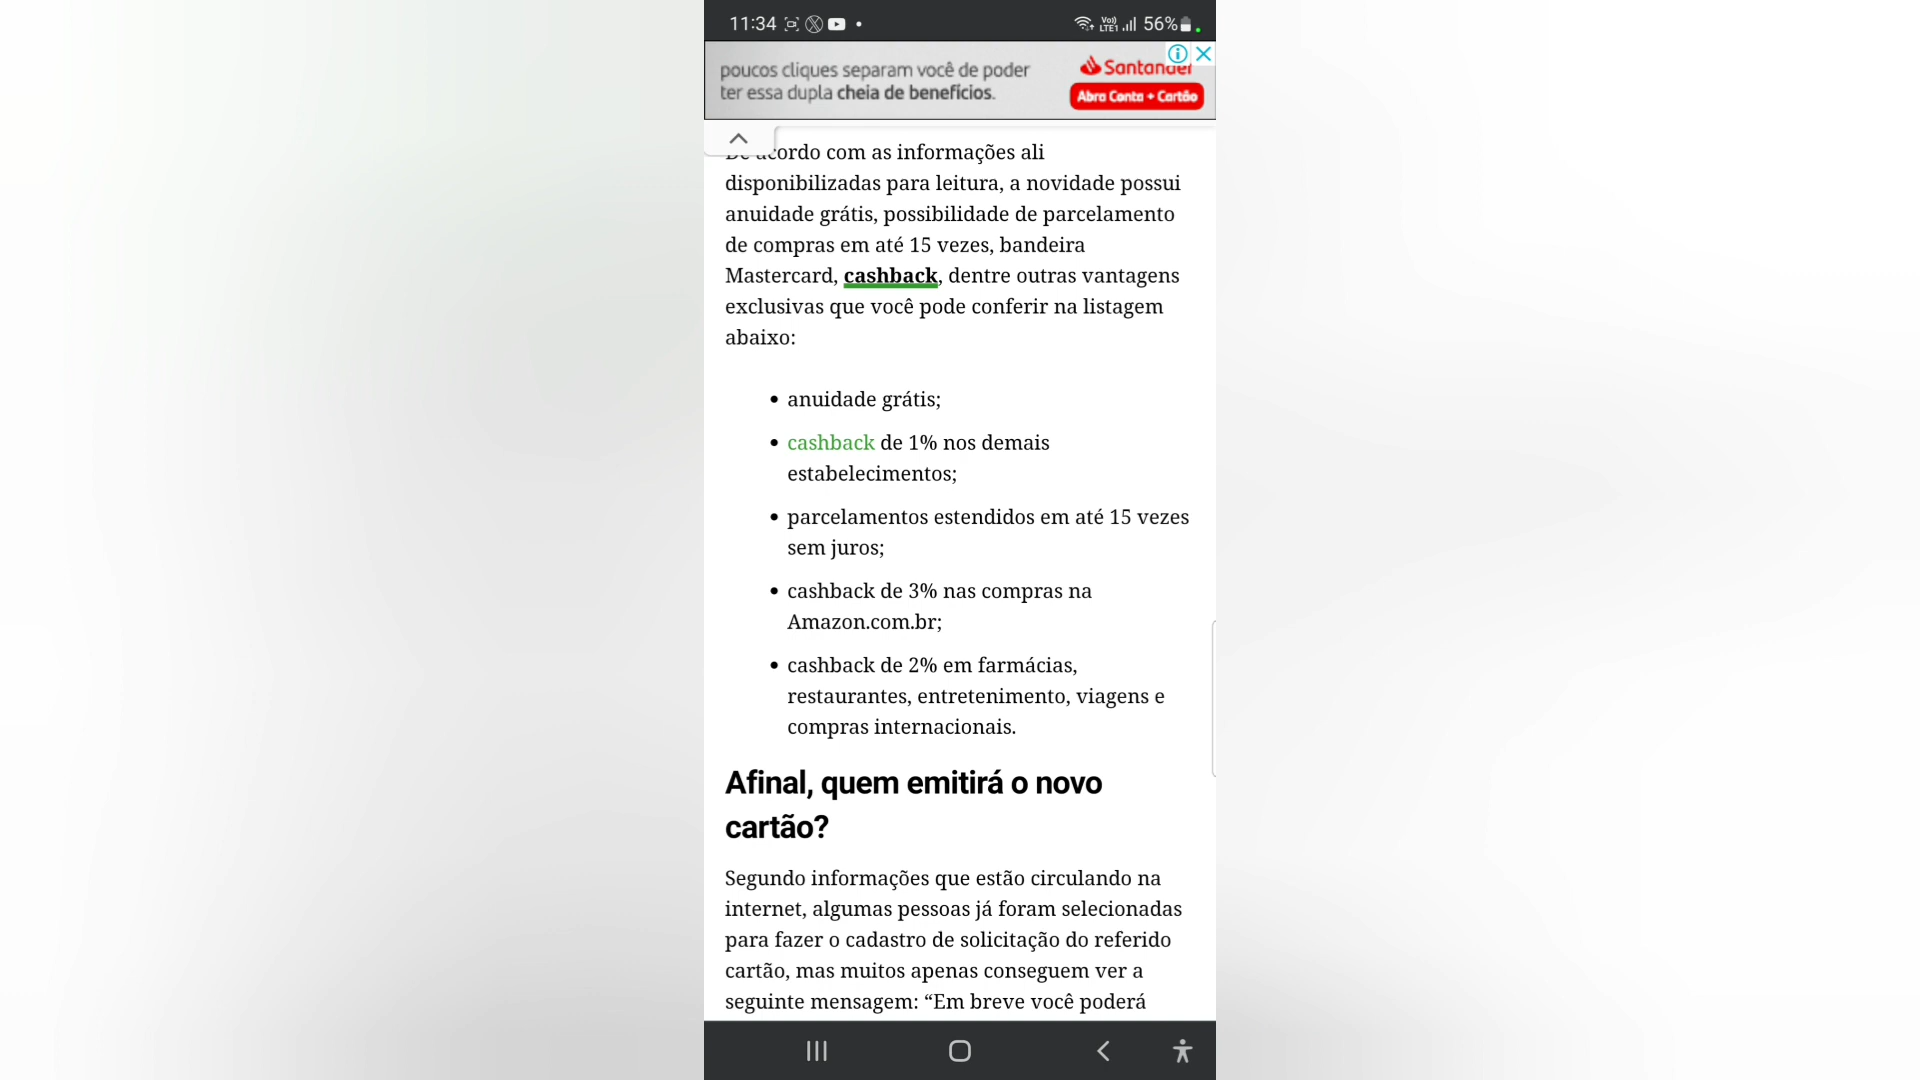 11:34
Vo)) LTE1 56%
poucos cliques separam você de poder
ter essa dupla cheia de benefícios.
Santander
Abra Conta + Cartão
De acordo com as informações ali
disponibilizadas para leitura, a novidade possui
anuidade grátis, possibilidade de parcelamento
de compras em até 15 vezes, bandeira
Mastercard, cashback, dentre outras vantagens
exclusivas que você pode conferir na listagem
abaixo:
• anuidade grátis;
• cashback de 1% nos demais
estabelecimentos;
• parcelamentos estendidos em até 15 vezes
sem juros;
• cashback de 3% nas compras na
Amazon.com.br;
• cashback de 2% em farmácias,
restaurantes, entretenimento, viagens e
compras internacionais.
Afinal, quem emitirá o novo
cartão?
Segundo informações que estão circulando na
internet, algumas pessoas já foram selecionadas
para fazer o cadastro de solicitação do referido
cartão, mas muitos apenas conseguem ver a
seguinte mensagem: “Em breve você poderá